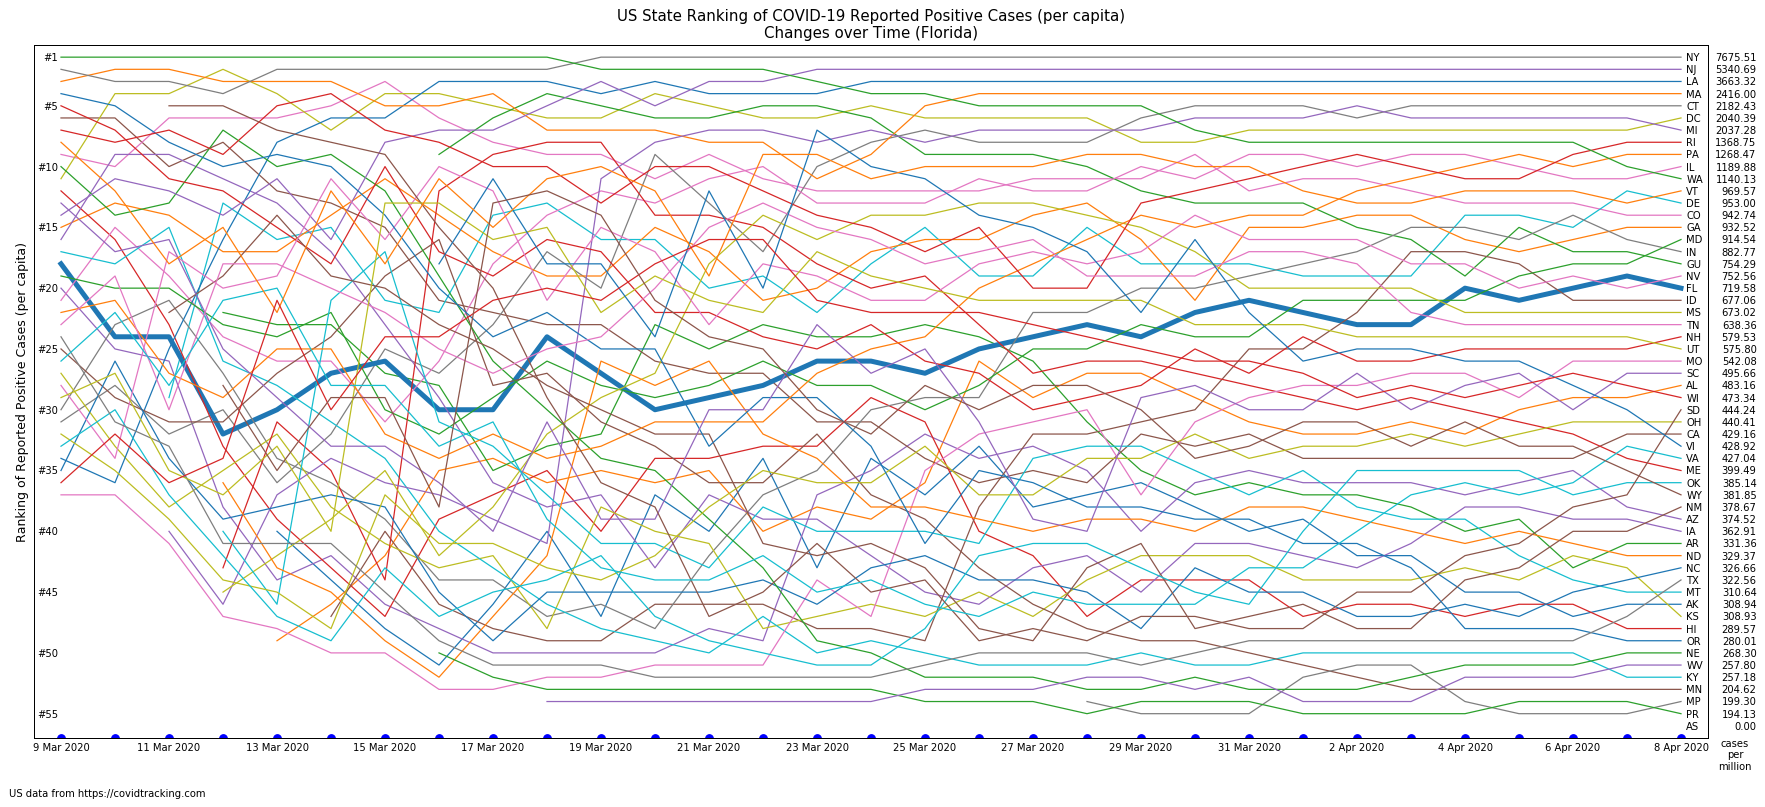 US State Ranking of COVID-19 Reported Positive Cases (per capita)
Changes over Time (Florida)
Ranking of Reported Positive Cases (per capita)
#1
#5
#10
#15
#20
#25
#30
#35
#40
#45
#50
#55
NY 7675.51
NJ 5340.69
LA 3663.32
MA 2416.00
CT 2182.43
DC 2040.39
MI 2037.28
RI 1368.75
PA 1268.47
IL 1189.88
WA 1140.13
VT 969.57
DE 953.00
CO 942.74
GA 932.52
MD 914.54
IN 882.77
GU 754.29
NV 752.56
FL 719.58
ID 677.06
MS 673.02
TN 638.36
NH 579.53
UT 575.80
MO 542.08
SC 495.66
AL 483.16
WI 473.34
SD 444.24
OH 440.41
CA 429.16
VI 428.92
VA 427.04
ME 399.49
OK 385.14
WY 381.85
NM 378.67
AZ 374.52
IA 362.91
AR 331.36
ND 329.37
NC 326.66
TX 322.56
MT 310.64
AK 308.94
KS 308.93
HI 289.57
OR 280.01
NE 268.30
WV 257.80
KY 257.18
MN 204.62
MP 199.30
PR 194.13
AS 0.00
9 Mar 2020 11 Mar 2020 13 Mar 2020 15 Mar 2020 17 Mar 2020 19 Mar 2020 21 Mar 2020 23 Mar 2020 25 Mar 2020 27 Mar 2020 29 Mar 2020 31 Mar 2020 2 Apr 2020 4 Apr 2020 6 Apr 2020 8 Apr 2020
cases
per
million
US data from https://covidtracking.com